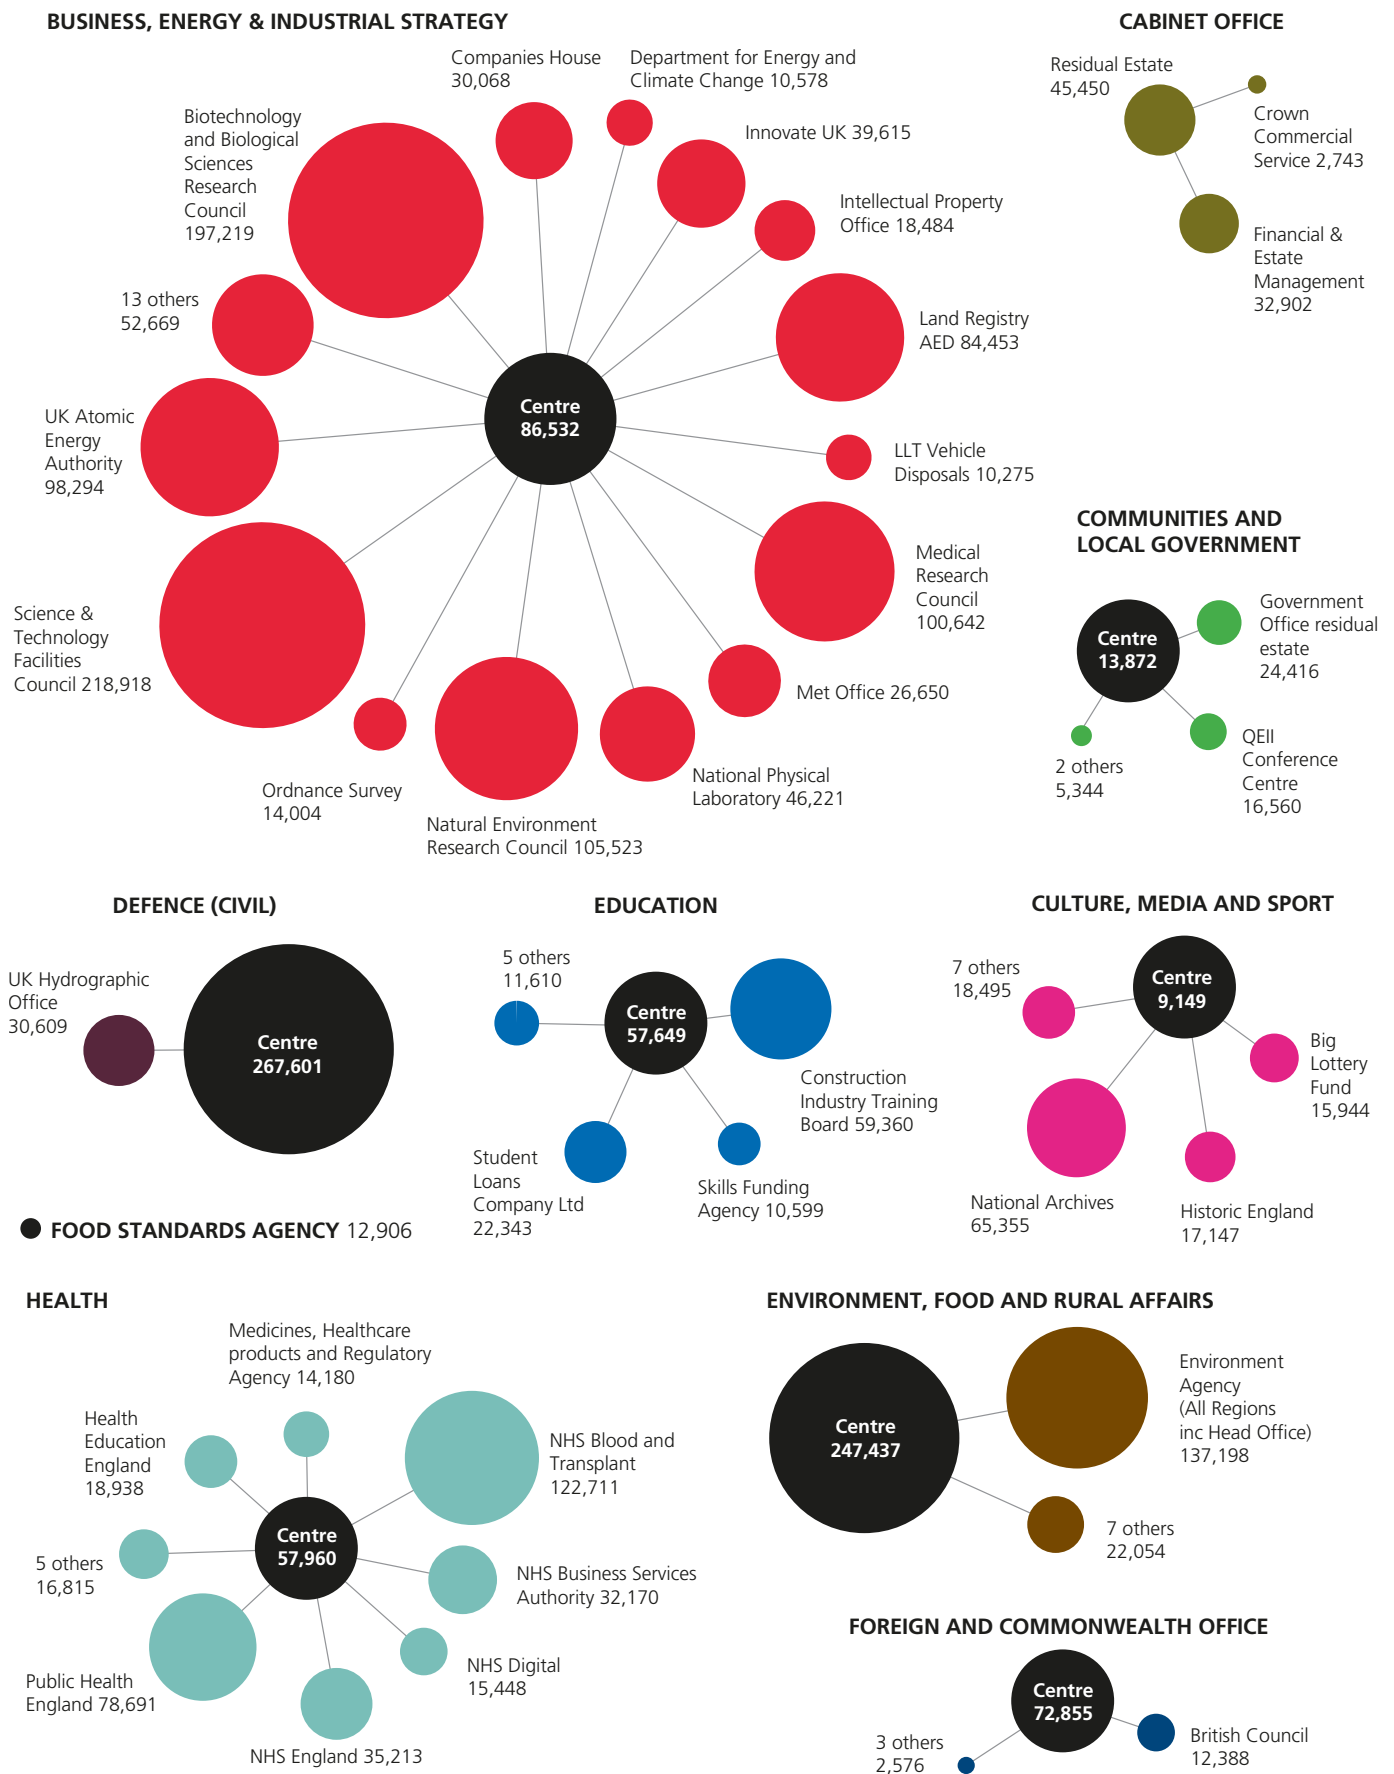 BUSINESS, ENERGY & INDUSTRIAL STRATEGY
Companies House
30,068
Department for Energy and
Climate Change 10,578
Innovate UK 39,615
Intellectual Property
Office 18,484
Land Registry
AED 84,453
LLT Vehicle
Disposals 10,275
Medical
Research
Council
100,642
Met Office 26,650
National Physical
Laboratory 46,221
Natural Environment
Research Council 105,523
Ordnance Survey
14,004
Science &
Technology
Facilities
Council 218,918
UK Atomic
Energy
Authority
98,294
13 others
52,669
Biotechnology
and Biological
Sciences
Research
Council
197,219
Centre
86,532
CABINET OFFICE
Residual Estate
45,450
Crown
Commercial
Service 2,743
Financial &
Estate
Management
32,902
COMMUNITIES AND
LOCAL GOVERNMENT
Centre
13,872
Government
Office residual
estate
24,416
QEII
Conference
Centre
16,560
2 others
5,344
DEFENCE (CIVIL)
UK Hydrographic
Office
30,609
Centre
267,601
EDUCATION
5 others
11,610
Centre
57,649
Construction
Industry Training
Board 59,360
Skills Funding
Agency 10,599
Student
Loans
Company Ltd
22,343
CULTURE, MEDIA AND SPORT
7 others
18,495
Centre
9,149
Big
Lottery
Fund
15,944
Historic England
17,147
National Archives
65,355
FOOD STANDARDS AGENCY 12,906
HEALTH
Medicines, Healthcare
products and Regulatory
Agency 14,180
Health
Education
England
18,938
NHS Blood and
Transplant
122,711
Centre
57,960
5 others
16,815
NHS Business Services
Authority 32,170
NHS Digital
15,448
Public Health
England 78,691
NHS England 35,213
ENVIRONMENT, FOOD AND RURAL AFFAIRS
Centre
247,437
Environment
Agency
(All Regions
inc Head Office)
137,198
7 others
22,054
FOREIGN AND COMMONWEALTH OFFICE
Centre
72,855
3 others
2,576
British Council
12,388